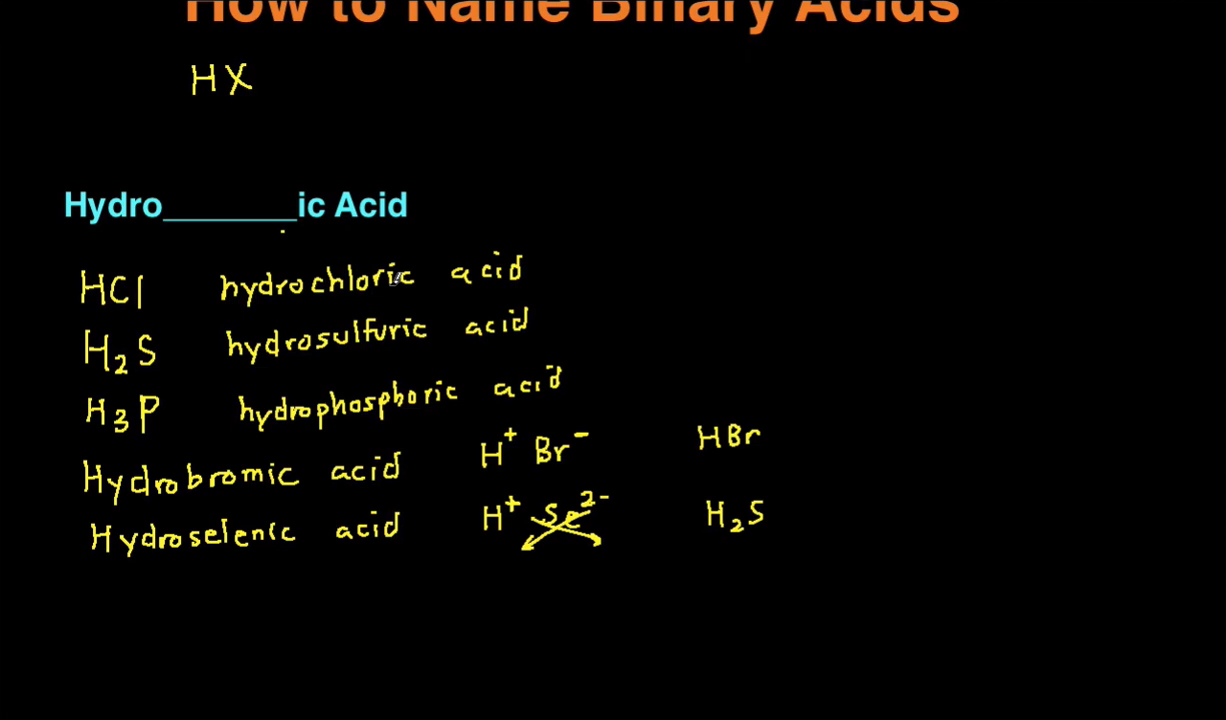 How to Name Binary Acids
HX
Hydro_______ic Acid
HCl hydrochloric acid
H₂S hydrosulfuric acid
H₃P hydrophosphoric acid
Hydrobromic acid H⁺ Br⁻ HBr
Hydroselenic acid H⁺ Se²⁻ H₂S